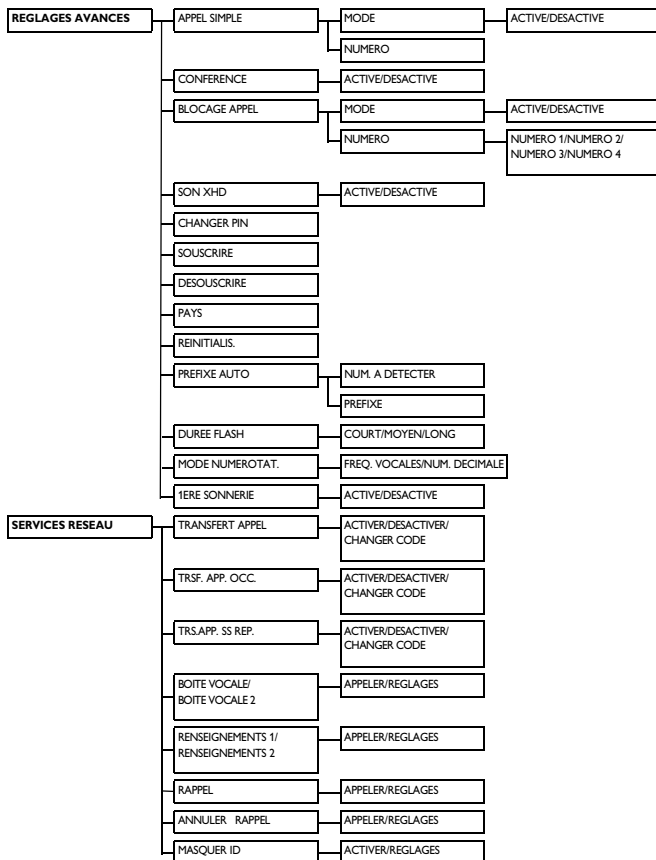 REGLAGES AVANCES
APPEL SIMPLE
MODE
ACTIVE/DESACTIVE
NUMERO
CONFERENCE
ACTIVE/DESACTIVE
BLOCAGE APPEL
MODE
ACTIVE/DESACTIVE
NUMERO
NUMERO 1/NUMERO 2/
NUMERO 3/NUMERO 4
SON XHD
ACTIVE/DESACTIVE
CHANGER PIN
SOUSCRIRE
DESOUSCRIRE
PAYS
REINITIALIS.
PREFIXE AUTO
NUM. A DETECTER
PREFIXE
DUREE FLASH
COURT/MOYEN/LONG
MODE NUMEROTAT.
FREQ. VOCALES/NUM. DECIMALE
1ERE SONNERIE
ACTIVE/DESACTIVE
SERVICES RESEAU
TRANSFERT APPEL
ACTIVER/DESACTIVER/
CHANGER CODE
TRSF. APP. OCC.
ACTIVER/DESACTIVER/
CHANGER CODE
TRS.APP. SS REP.
ACTIVER/DESACTIVER/
CHANGER CODE
BOITE VOCALE/
BOITE VOCALE 2
APPELER/REGLAGES
RENSEIGNEMENTS 1/
RENSEIGNEMENTS 2
APPELER/REGLAGES
RAPPEL
APPELER/REGLAGES
ANNULER RAPPEL
APPELER/REGLAGES
MASQUER ID
ACTIVER/REGLAGES